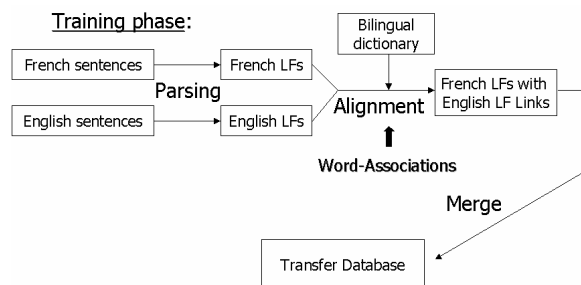 Training phase:
Bilingual
dictionary
French sentences
French LFs
Parsing
Alignment
French LFs with
English LF Links
English sentences
English LFs
Word-Associations
Merge
Transfer Database